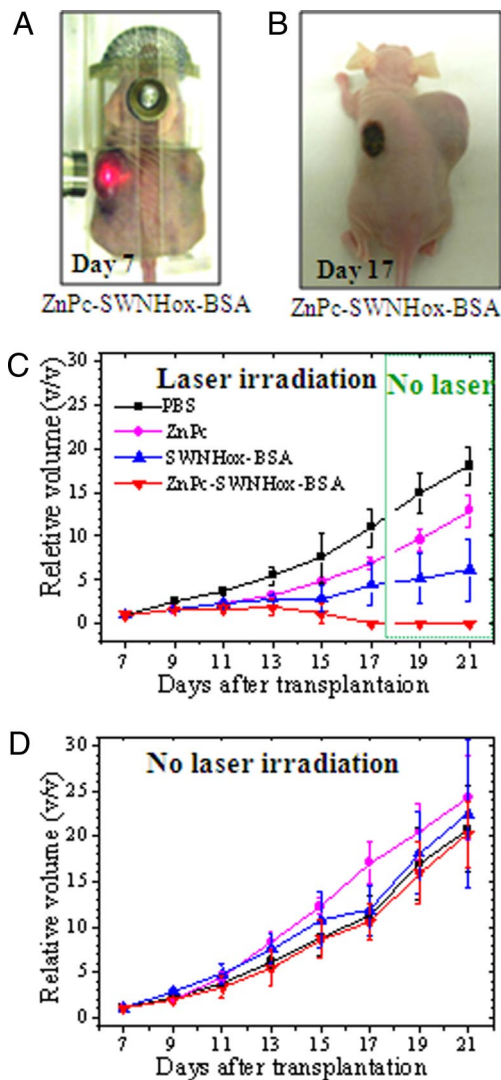 A
B
Day 7
Day 17
ZnPc-SWNHox-BSA
ZnPc-SWNHox-BSA
C
Reletive volume (v/v)
30
25
20
15
10
5
0
Laser irradiation
No laser
PBS
ZnPc
SWNHox-BSA
ZnPc-SWNHox-BSA
7 9 11 13 15 17 19 21
Days after transplantaion
D
Relative volume (v/v)
30
25
20
15
10
5
0
No laser irradiation
7 9 11 13 15 17 19 21
Days after transplantation